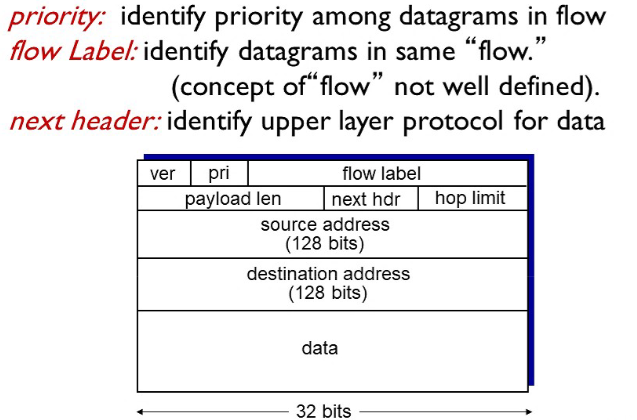 priority: identify priority among datagrams in flow
flow Label: identify datagrams in same “flow.”
(concept of“flow” not well defined).
next header: identify upper layer protocol for data
ver pri flow label
payload len next hdr hop limit
source address
(128 bits)
destination address
(128 bits)
data
32 bits